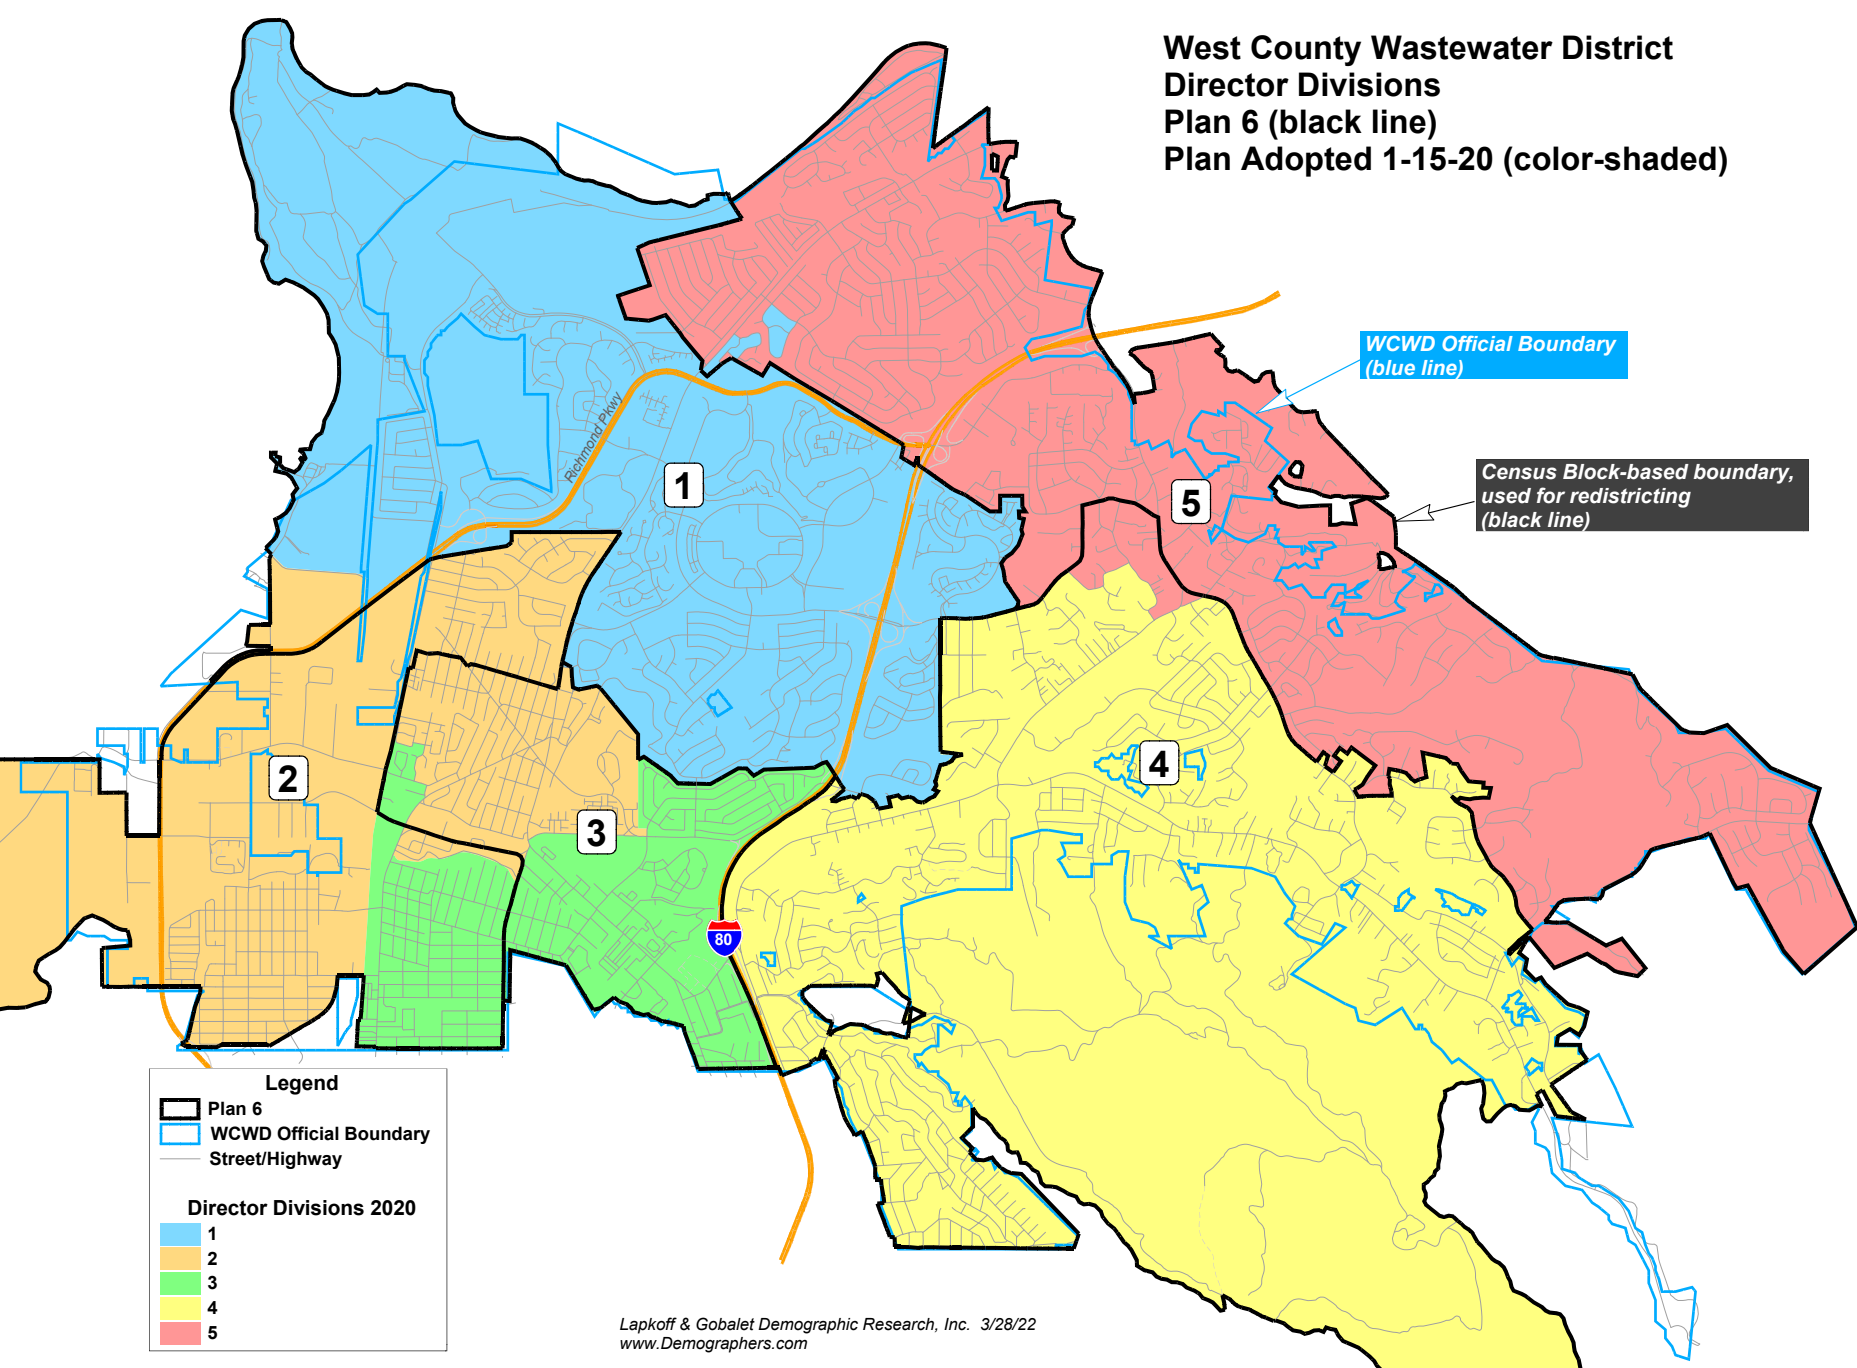 West County Wastewater District
Director Divisions
Plan 6 (black line)
Plan Adopted 1-15-20 (color-shaded)
WCWD Official Boundary
(blue line)
Richmond Pkwy
1
5
Census Block-based boundary,
used for redistricting
(black line)
2
3
4
80
Legend
Plan 6
WCWD Official Boundary
Street/Highway
Director Divisions 2020
1
2
3
4
5
Lapkoff & Gobalet Demographic Research, Inc. 3/28/22
www.Demographers.com